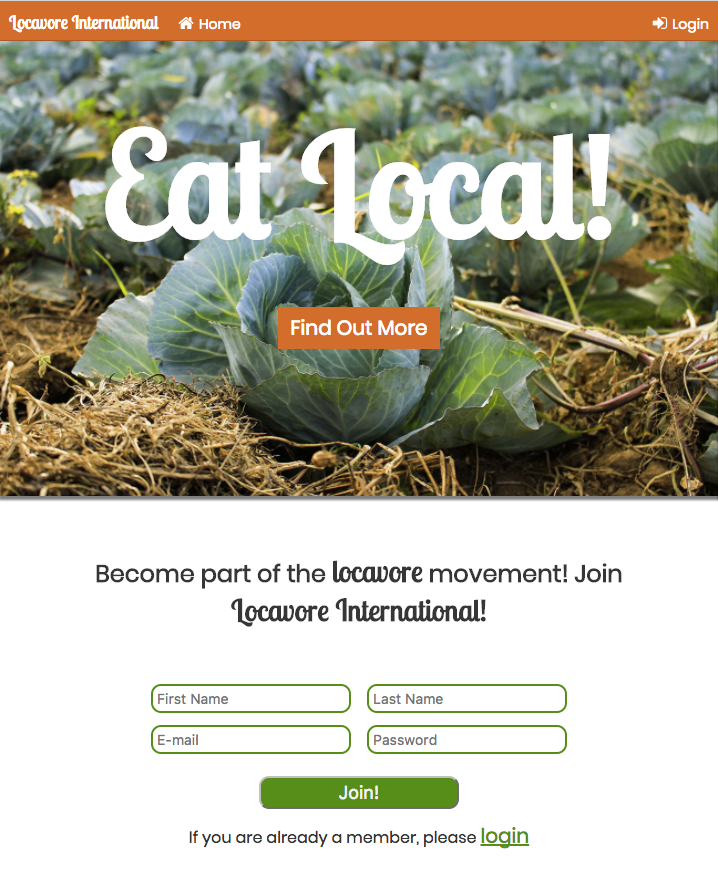 Locavore International Home Login
Eat Local!
Find Out More
Become part of the locavore movement! Join
Locavore International!
First Name Last Name
E-mail Password
Join!
If you are already a member, please login